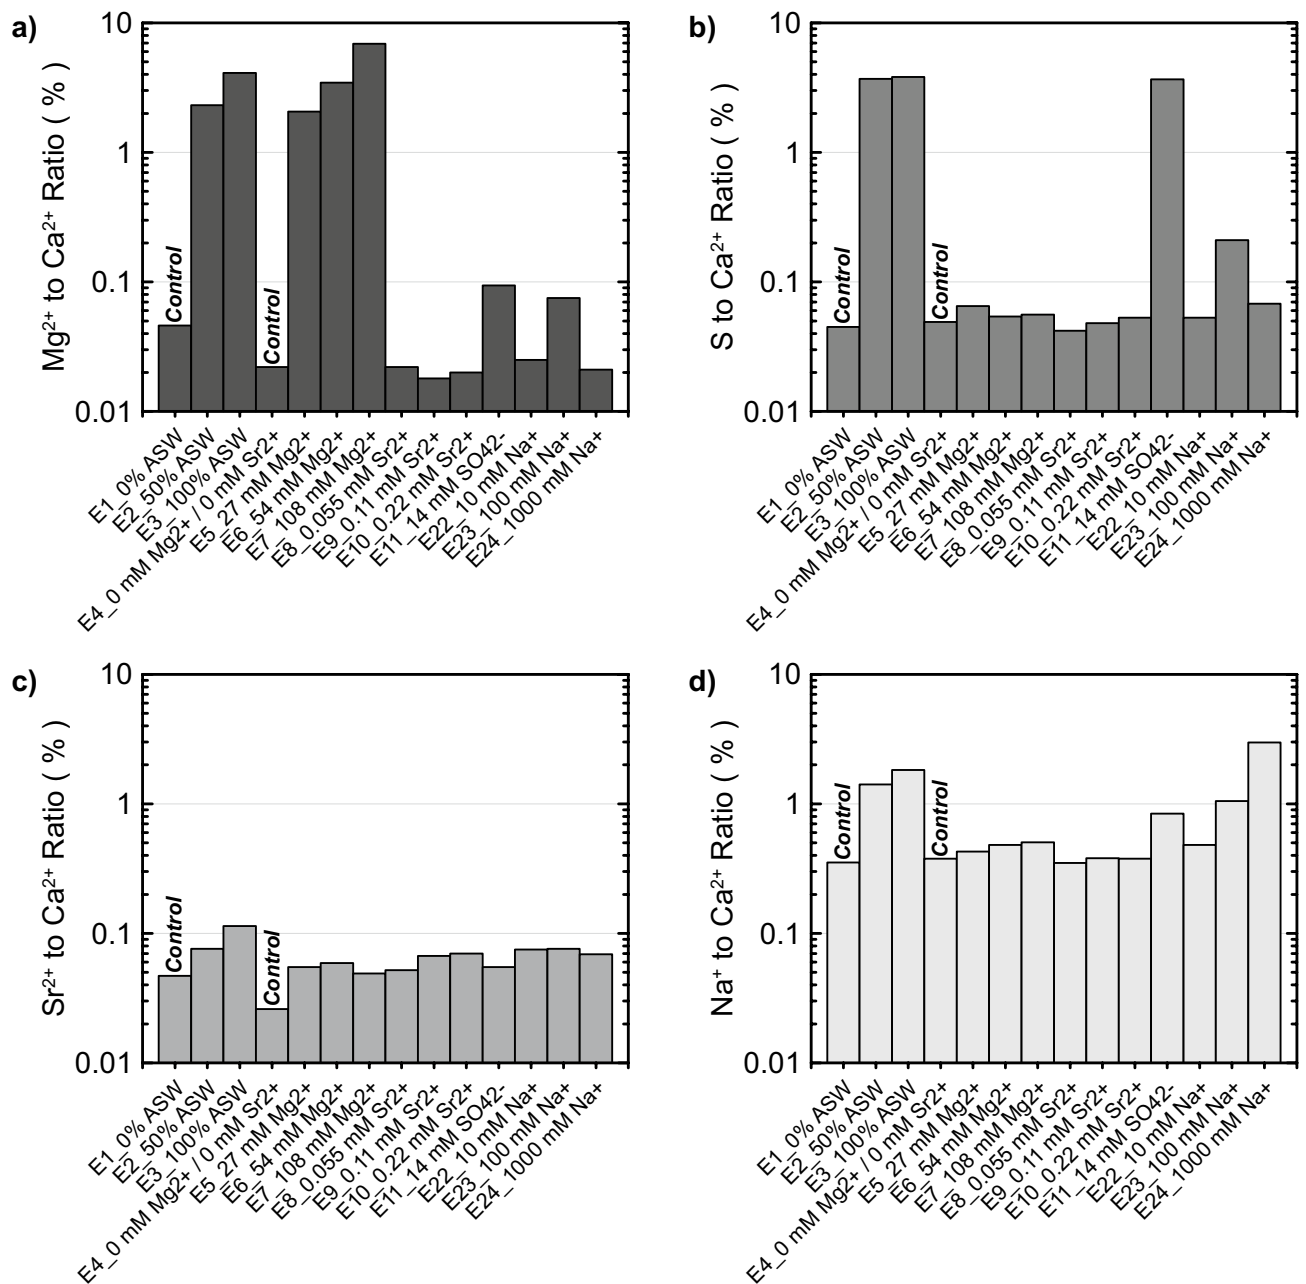 a)
Mg²⁺ to Ca²⁺ Ratio ( % )
10
1
0.1
0.01
Control
Control
E1_0% ASW
E2_50% ASW
E3_100% ASW
E4_0 mM Mg2+ / 0 mM Sr2+
E5_27 mM Mg2+
E6_54 mM Mg2+
E7_108 mM Mg2+
E8_0.055 mM Sr2+
E9_0.11 mM Sr2+
E10_0.22 mM Sr2+
E11_14 mM SO42-
E22_10 mM Na+
E23_100 mM Na+
E24_1000 mM Na+
b)
S to Ca²⁺ Ratio ( % )
10
1
0.1
0.01
Control
Control
E1_0% ASW
E2_50% ASW
E3_100% ASW
E4_0 mM Mg2+ / 0 mM Sr2+
E5_27 mM Mg2+
E6_54 mM Mg2+
E7_108 mM Mg2+
E8_0.055 mM Sr2+
E9_0.11 mM Sr2+
E10_0.22 mM Sr2+
E11_14 mM SO42-
E22_10 mM Na+
E23_100 mM Na+
E24_1000 mM Na+
c)
Sr²⁺ to Ca²⁺ Ratio ( % )
10
1
0.1
0.01
Control
Control
E1_0% ASW
E2_50% ASW
E3_100% ASW
E4_0 mM Mg2+ / 0 mM Sr2+
E5_27 mM Mg2+
E6_54 mM Mg2+
E7_108 mM Mg2+
E8_0.055 mM Sr2+
E9_0.11 mM Sr2+
E10_0.22 mM Sr2+
E11_14 mM SO42-
E22_10 mM Na+
E23_100 mM Na+
E24_1000 mM Na+
d)
Na⁺ to Ca²⁺ Ratio ( % )
10
1
0.1
0.01
Control
Control
E1_0% ASW
E2_50% ASW
E3_100% ASW
E4_0 mM Mg2+ / 0 mM Sr2+
E5_27 mM Mg2+
E6_54 mM Mg2+
E7_108 mM Mg2+
E8_0.055 mM Sr2+
E9_0.11 mM Sr2+
E10_0.22 mM Sr2+
E11_14 mM SO42-
E22_10 mM Na+
E23_100 mM Na+
E24_1000 mM Na+